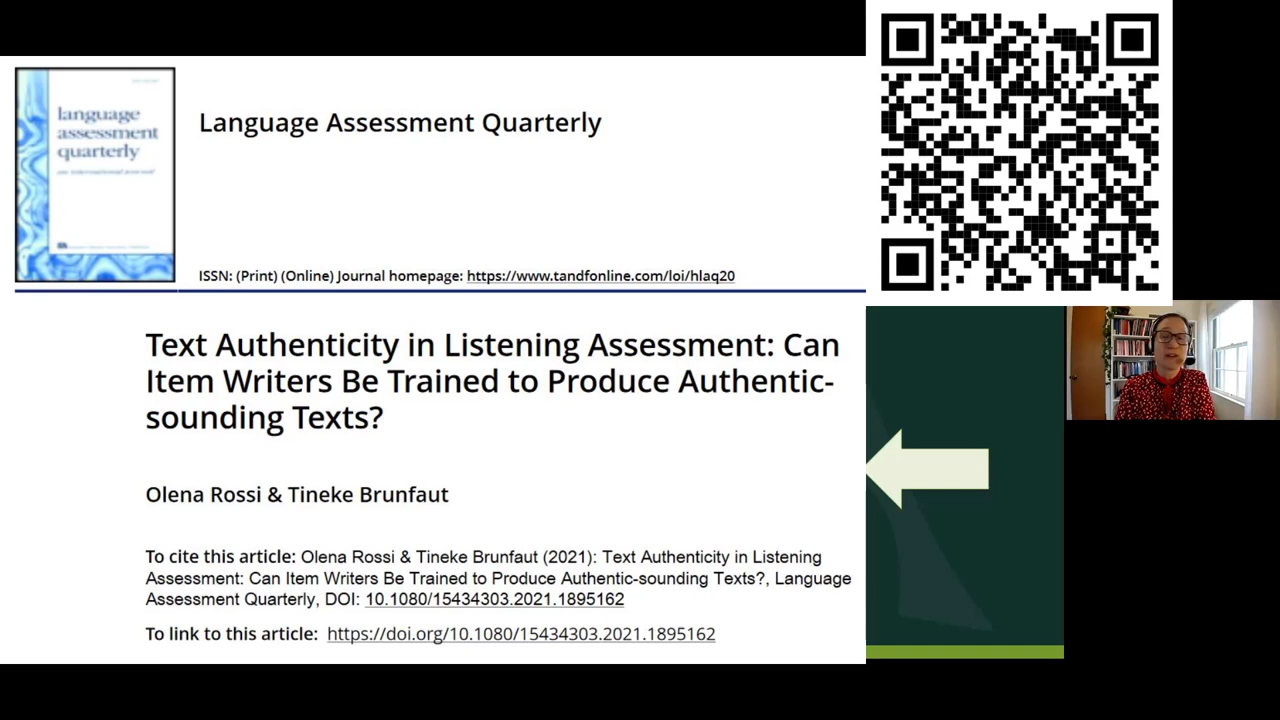 language
assessment
quarterly
Language Assessment Quarterly
ISSN: (Print) (Online) Journal homepage: https://www.tandfonline.com/loi/hlaq20
Text Authenticity in Listening Assessment: Can
Item Writers Be Trained to Produce Authentic-
sounding Texts?
Olena Rossi & Tineke Brunfaut
To cite this article: Olena Rossi & Tineke Brunfaut (2021): Text Authenticity in Listening
Assessment: Can Item Writers Be Trained to Produce Authentic-sounding Texts?, Language
Assessment Quarterly, DOI: 10.1080/15434303.2021.1895162
To link to this article: https://doi.org/10.1080/15434303.2021.1895162